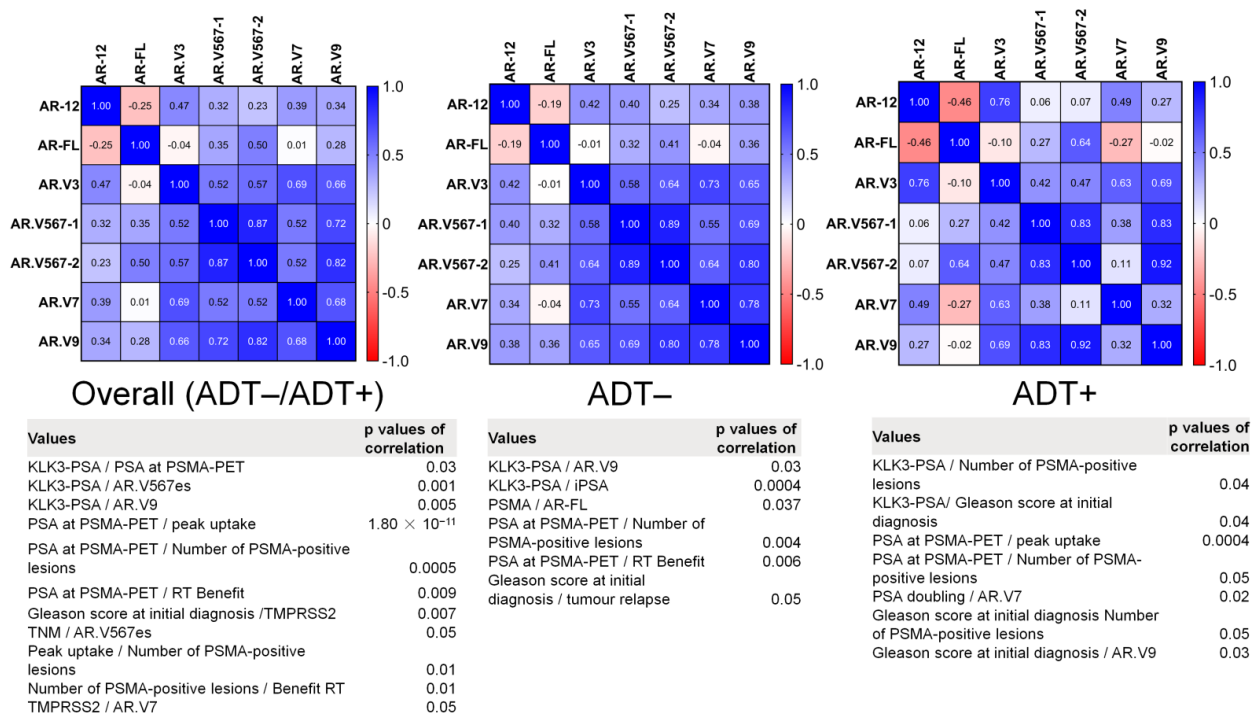 AR-12 AR-FL AR.V3 AR.V567-1 AR.V567-2 AR.V7 AR.V9
AR-12 1.00 -0.25 0.47 0.32 0.23 0.39 0.34
AR-FL -0.25 1.00 -0.04 0.35 0.50 0.01 0.28
AR.V3 0.47 -0.04 1.00 0.52 0.57 0.69 0.66
AR.V567-1 0.32 0.35 0.52 1.00 0.87 0.52 0.72
AR.V567-2 0.23 0.50 0.57 0.87 1.00 0.52 0.82
AR.V7 0.39 0.01 0.69 0.52 0.52 1.00 0.68
AR.V9 0.34 0.28 0.66 0.72 0.82 0.68 1.00
1.0
0.5
0
-0.5
-1.0
Overall (ADT–/ADT+)
Values p values of
correlation
KLK3-PSA / PSA at PSMA-PET 0.03
KLK3-PSA / AR.V567es 0.001
KLK3-PSA / AR.V9 0.005
PSA at PSMA-PET / peak uptake 1.80 × 10⁻¹¹
PSA at PSMA-PET / Number of PSMA-positive
lesions 0.0005
PSA at PSMA-PET / RT Benefit 0.009
Gleason score at initial diagnosis /TMPRSS2 0.007
TNM / AR.V567es 0.05
Peak uptake / Number of PSMA-positive
lesions 0.01
Number of PSMA-positive lesions / Benefit RT 0.01
TMPRSS2 / AR.V7 0.05
AR-12 AR-FL AR.V3 AR.V567-1 AR.V567-2 AR.V7 AR.V9
AR-12 1.00 -0.19 0.42 0.40 0.25 0.34 0.38
AR-FL -0.19 1.00 -0.01 0.32 0.41 -0.04 0.36
AR.V3 0.42 -0.01 1.00 0.58 0.64 0.73 0.65
AR.V567-1 0.40 0.32 0.58 1.00 0.89 0.55 0.69
AR.V567-2 0.25 0.41 0.64 0.89 1.00 0.64 0.80
AR.V7 0.34 -0.04 0.73 0.55 0.64 1.00 0.78
AR.V9 0.38 0.36 0.65 0.69 0.80 0.78 1.00
1.0
0.5
0
-0.5
-1.0
ADT–
Values p values of
correlation
KLK3-PSA / AR.V9 0.03
KLK3-PSA / iPSA 0.0004
PSMA / AR-FL 0.037
PSA at PSMA-PET / Number of
PSMA-positive lesions 0.004
PSA at PSMA-PET / RT Benefit 0.006
Gleason score at initial
diagnosis / tumour relapse 0.05
AR-12 AR-FL AR.V3 AR.V567-1 AR.V567-2 AR.V7 AR.V9
AR-12 1.00 -0.46 0.76 0.06 0.07 0.49 0.27
AR-FL -0.46 1.00 -0.10 0.27 0.64 -0.27 -0.02
AR.V3 0.76 -0.10 1.00 0.42 0.47 0.63 0.69
AR.V567-1 0.06 0.27 0.42 1.00 0.83 0.38 0.83
AR.V567-2 0.07 0.64 0.47 0.83 1.00 0.11 0.92
AR.V7 0.49 -0.27 0.63 0.38 0.11 1.00 0.32
AR.V9 0.27 -0.02 0.69 0.83 0.92 0.32 1.00
1.0
0.5
0
-0.5
-1.0
ADT+
Values p values of
correlation
KLK3-PSA / Number of PSMA-positive
lesions 0.04
KLK3-PSA/ Gleason score at initial
diagnosis 0.04
PSA at PSMA-PET / peak uptake 0.0004
PSA at PSMA-PET / Number of PSMA-
positive lesions 0.05
PSA doubling / AR.V7 0.02
Gleason score at initial diagnosis Number
of PSMA-positive lesions 0.05
Gleason score at initial diagnosis / AR.V9 0.03